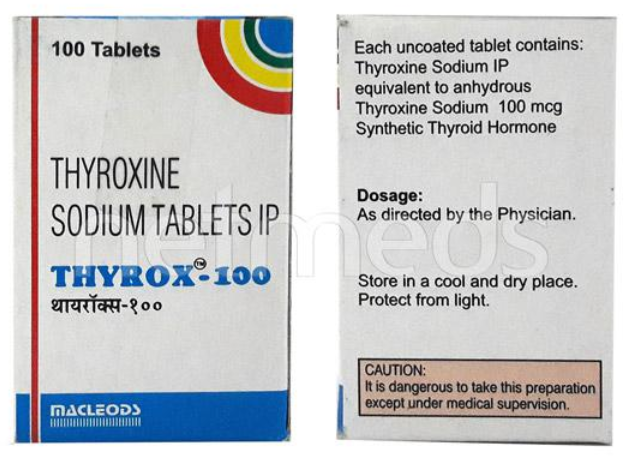 100 Tablets
THYROXINE
SODIUM TABLETS IP
THYROX™-100
थायरॉक्स-१००
MACLEODS
Each uncoated tablet contains:
Thyroxine Sodium IP
equivalent to anhydrous
Thyroxine Sodium 100 mcg
Synthetic Thyroid Hormone
Dosage:
As directed by the Physician.
Store in a cool and dry place.
Protect from light.
CAUTION:
It is dangerous to take this preparation
except under medical supervision.
netmeds